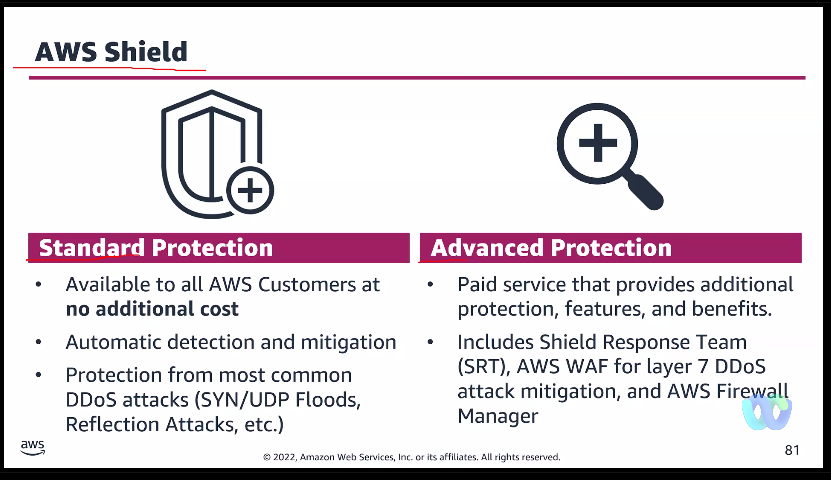 AWS Shield
Standard Protection
• Available to all AWS Customers at
no additional cost
• Automatic detection and mitigation
• Protection from most common
DDoS attacks (SYN/UDP Floods,
Reflection Attacks, etc.)
Advanced Protection
• Paid service that provides additional
protection, features, and benefits.
• Includes Shield Response Team
(SRT), AWS WAF for layer 7 DDoS
attack mitigation, and AWS Firewall
Manager
aws
© 2022, Amazon Web Services, Inc. or its affiliates. All rights reserved.
81